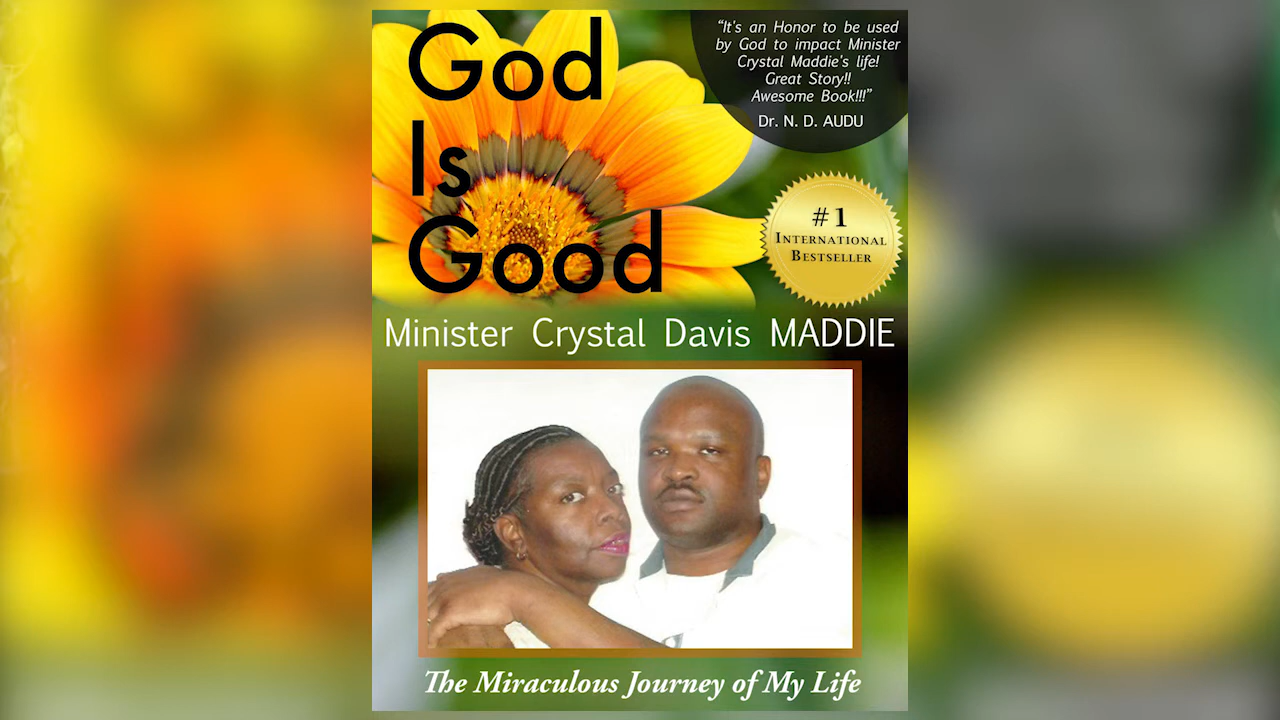 God
Is
Good
“It's an Honor to be used
by God to impact Minister
Crystal Maddie's life!
Great Story!!
Awesome Book!!!”
Dr. N. D. AUDU
#1
INTERNATIONAL
BESTSELLER
Minister Crystal Davis MADDIE
The Miraculous Journey of My Life